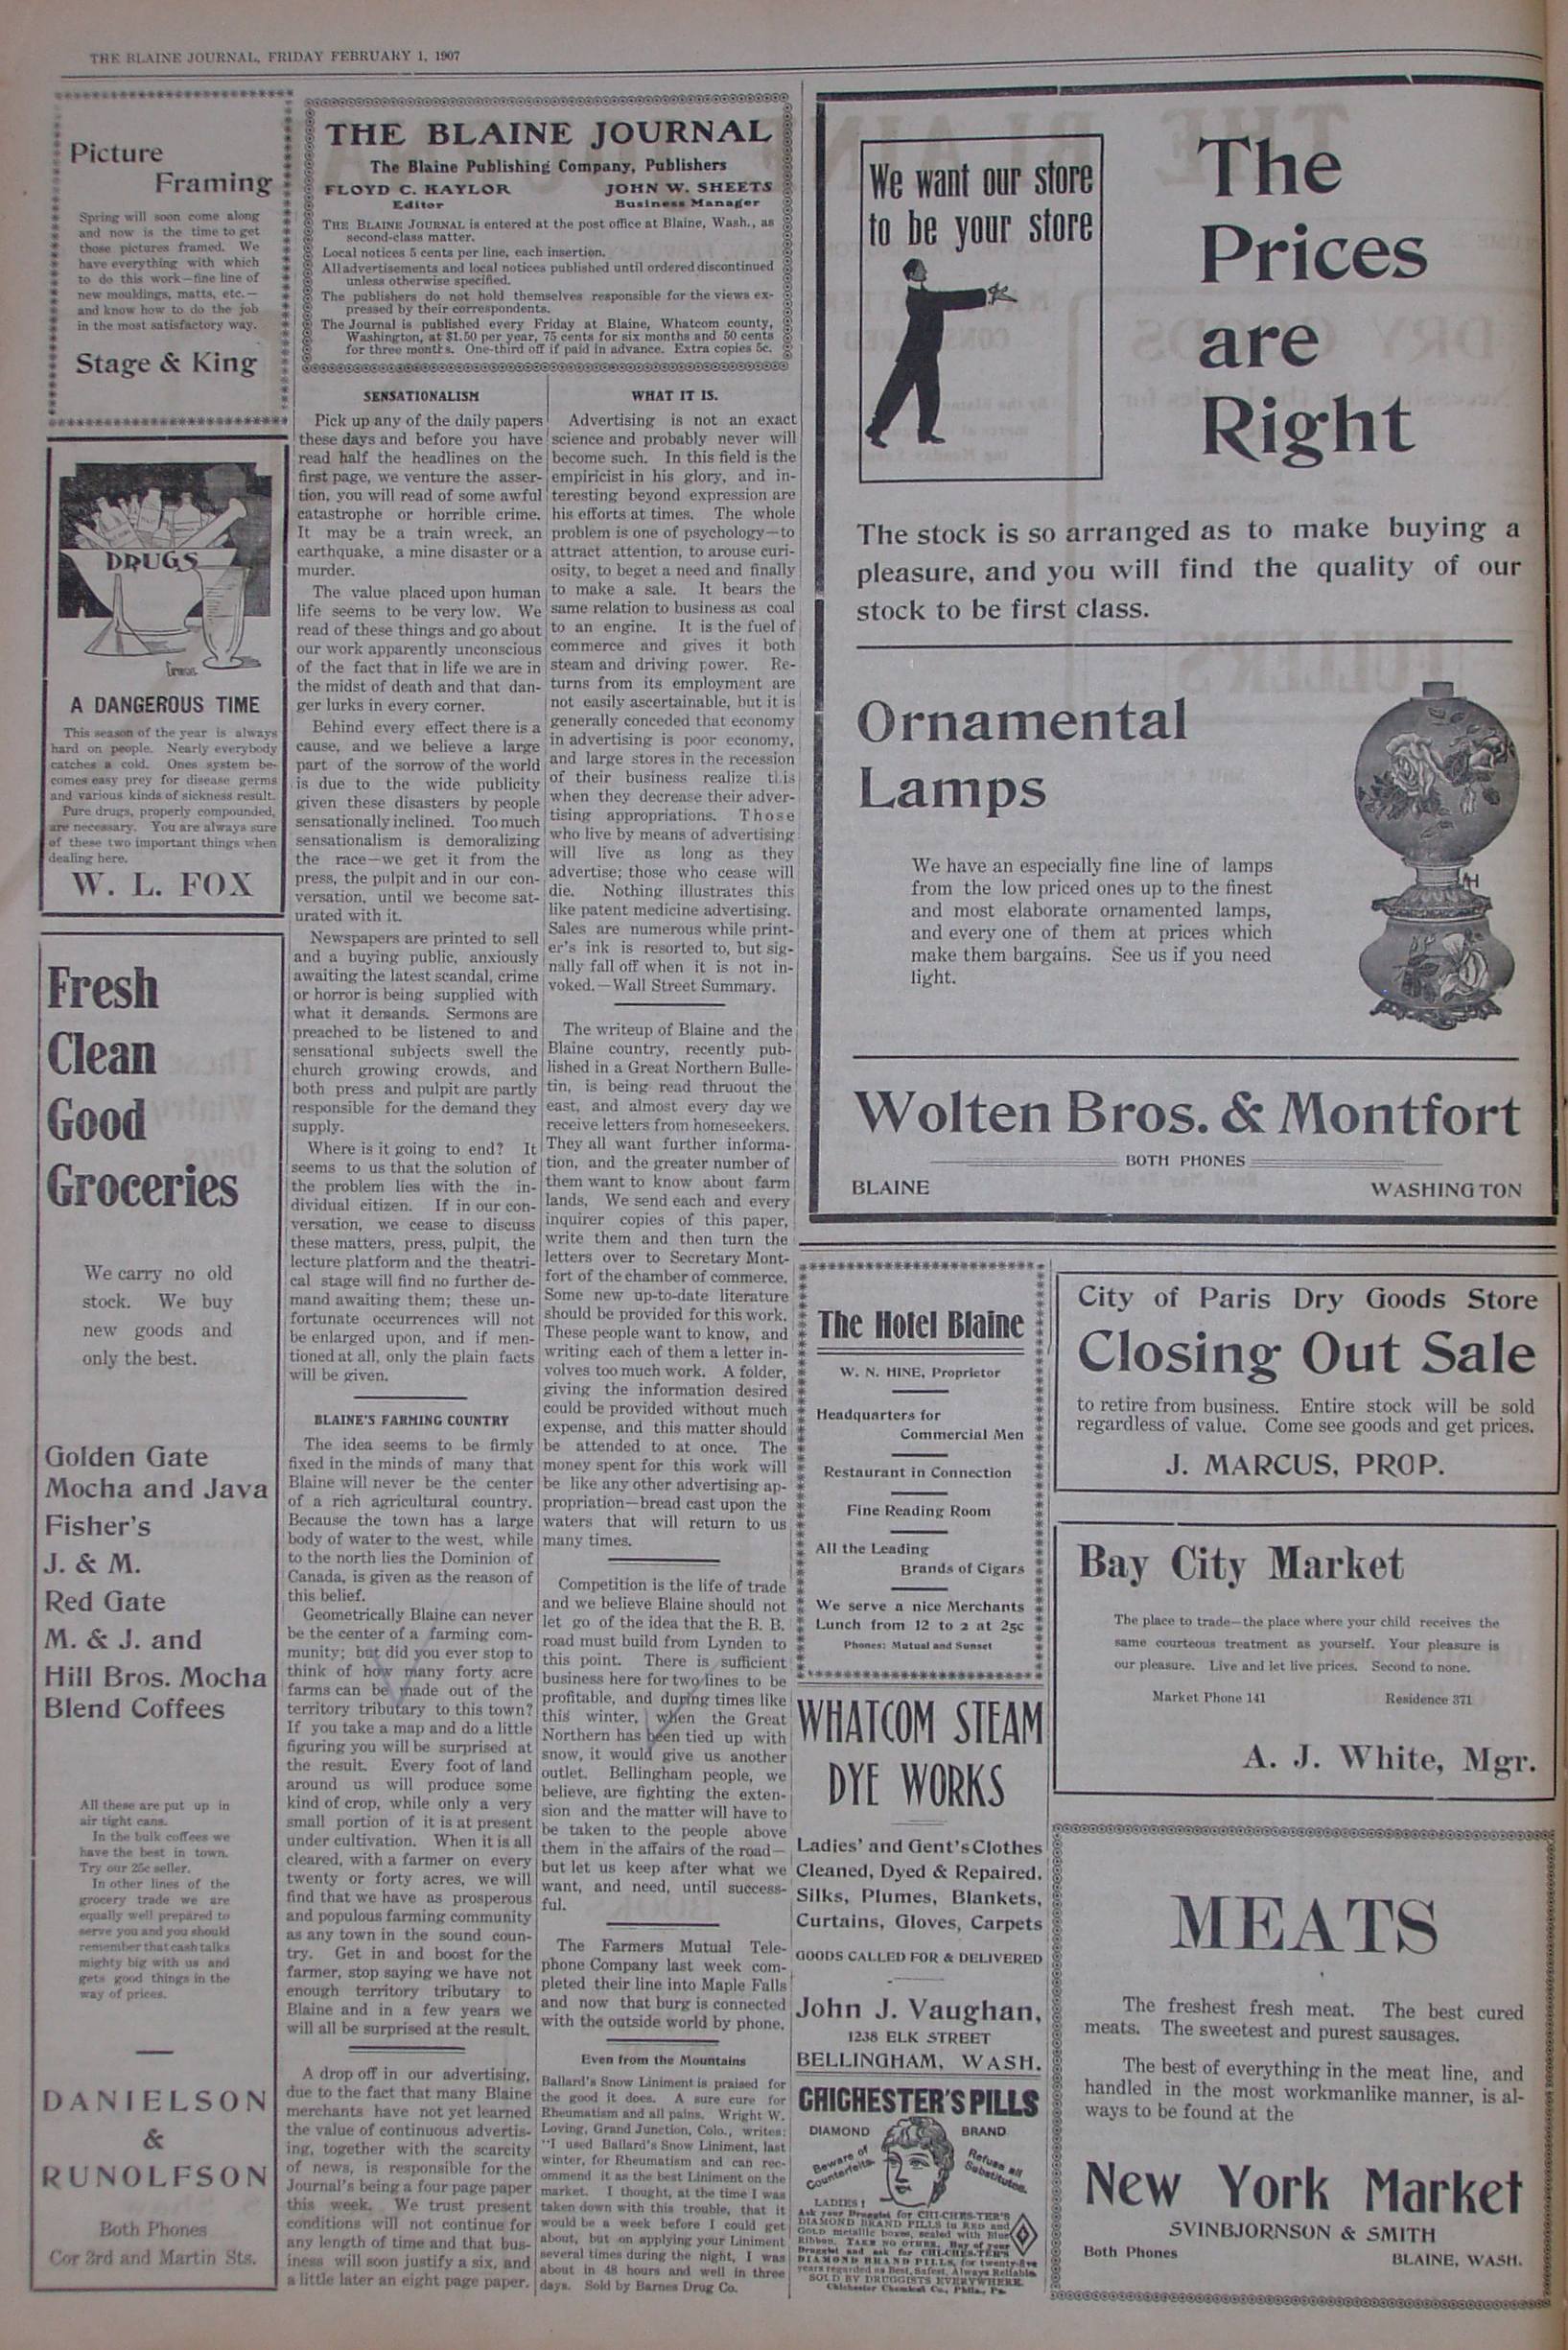 THE BLAINE JOURNAL, FRIDAY FEBRUARY 1, 1907
Picture
Framing
Spring will soon come along
and now is the time to get
those pictures framed. We
have everything with which
to do this work—fine line of
new mouldings, matts, etc.—
and know how to do the job
in the most satisfactory way.
Stage & King
DRUGS
A DANGEROUS TIME
This season of the year is always
hard on people. Nearly everybody
catches a cold. Ones system be-
comes easy prey for disease germs
and various kinds of sickness result.
Pure drugs, properly compounded,
are necessary. You are always sure
of these two important things when
dealing here.
W. L. FOX
Fresh
Clean
Good
Groceries
We carry no old
stock. We buy
new goods and
only the best.
Golden Gate
Mocha and Java
Fisher's
J. & M.
Red Gate
M. & J. and
Hill Bros. Mocha
Blend Coffees
All these are put up in
air tight cans.
In the bulk coffees we
have the best in town.
Try our 25c seller.
In other lines of the
grocery trade we are
equally well prepared to
serve you and you should
remember that cash talks
mighty big with us and
gets good things in the
way of prices.
DANIELSON
&
RUNOLFSON
Both Phones
Cor 3rd and Martin Sts.
THE BLAINE JOURNAL
The Blaine Publishing Company, Publishers
FLOYD C. KAYLOR JOHN W. SHEETS
Editor Business Manager
THE BLAINE JOURNAL is entered at the post office at Blaine, Wash., as
second-class matter.
Local notices 5 cents per line, each insertion.
All advertisements and local notices published until ordered discontinued
unless otherwise specified.
The publishers do not hold themselves responsible for the views ex-
pressed by their correspondents.
The Journal is published every Friday at Blaine, Whatcom county,
Washington, at $1.50 per year, 75 cents for six months and 50 cents
for three months. One-third off if paid in advance. Extra copies 5c.
SENSATIONALISM
Pick up any of the daily papers
these days and before you have
read half the headlines on the
first page, we venture the asser-
tion, you will read of some awful
catastrophe or horrible crime.
It may be a train wreck, an
earthquake, a mine disaster or a
murder.
The value placed upon human
life seems to be very low. We
read of these things and go about
our work apparently unconscious
of the fact that in life we are in
the midst of death and that dan-
ger lurks in every corner.
Behind every effect there is a
cause, and we believe a large
part of the sorrow of the world
is due to the wide publicity
given these disasters by people
sensationally inclined. Too much
sensationalism is demoralizing
the race—we get it from the
press, the pulpit and in our con-
versation, until we become sat-
urated with it.
Newspapers are printed to sell
and a buying public, anxiously
awaiting the latest scandal, crime
or horror is being supplied with
what it demands. Sermons are
preached to be listened to and
sensational subjects swell the
church growing crowds, and
both press and pulpit are partly
responsible for the demand they
supply.
Where is it going to end? It
seems to us that the solution of
the problem lies with the in-
dividual citizen. If in our con-
versation, we cease to discuss
these matters, press, pulpit, the
lecture platform and the theatri-
cal stage will find no further de-
mand awaiting them; these un-
fortunate occurrences will not
be enlarged upon, and if men-
tioned at all, only the plain facts
will be given.
BLAINE'S FARMING COUNTRY
The idea seems to be firmly
fixed in the minds of many that
Blaine will never be the center
of a rich agricultural country.
Because the town has a large
body of water to the west, while
to the north lies the Dominion of
Canada, is given as the reason of
this belief.
Geometrically Blaine can never
be the center of a farming com-
munity; but did you ever stop to
think of how many forty acre
farms can be made out of the
territory tributary to this town?
If you take a map and do a little
figuring you will be surprised at
the result. Every foot of land
around us will produce some
kind of crop, while only a very
small portion of it is at present
under cultivation. When it is all
cleared, with a farmer on every
twenty or forty acres, we will
find that we have as prosperous
and populous farming community
as any town in the sound coun-
try. Get in and boost for the
farmer, stop saying we have not
enough territory tributary to
Blaine and in a few years we
will all be surprised at the result.
A drop off in our advertising,
due to the fact that many Blaine
merchants have not yet learned
the value of continuous advertis-
ing, together with the scarcity
of news, is responsible for the
Journal's being a four page paper
this week. We trust present
conditions will not continue for
any length of time and that bus-
iness will soon justify a six, and
a little later an eight page paper.
WHAT IT IS.
Advertising is not an exact
science and probably never will
become such. In this field is the
empiricist in his glory, and in-
teresting beyond expression are
his efforts at times. The whole
problem is one of psychology—to
attract attention, to arouse curi-
osity, to beget a need and finally
to make a sale. It bears the
same relation to business as coal
to an engine. It is the fuel of
commerce and gives it both
steam and driving power. Re-
turns from its employment are
not easily ascertainable, but it is
generally conceded that economy
in advertising is poor economy,
and large stores in the recession
of their business realize this
when they decrease their adver-
tising appropriations. Those
who live by means of advertising
will live as long as they
advertise; those who cease will
die. Nothing illustrates this
like patent medicine advertising.
Sales are numerous while print-
er's ink is resorted to, but sig-
nally fall off when it is not in-
voked.—Wall Street Summary.
The writeup of Blaine and the
Blaine country, recently pub-
lished in a Great Northern Bulle-
tin, is being read thruout the
east, and almost every day we
receive letters from homeseekers.
They all want further informa-
tion, and the greater number of
them want to know about farm
lands. We send each and every
inquirer copies of this paper,
write them and then turn the
letters over to Secretary Mont-
fort of the chamber of commerce.
Some new up-to-date literature
should be provided for this work.
These people want to know, and
writing each of them a letter in-
volves too much work. A folder,
giving the information desired
could be provided without much
expense, and this matter should
be attended to at once. The
money spent for this work will
be like any other advertising ap-
propriation—bread cast upon the
waters that will return to us
many times.
Competition is the life of trade
and we believe Blaine should not
let go of the idea that the B. B.
road must build from Lynden to
this point. There is sufficient
business here for two lines to be
profitable, and during times like
this winter, when the Great
Northern has been tied up with
snow, it would give us another
outlet. Bellingham people, we
believe, are fighting the exten-
sion and the matter will have to
be taken to the people above
them in the affairs of the road—
but let us keep after what we
want, and need, until success-
ful.
The Farmers Mutual Tele-
phone Company last week com-
pleted their line into Maple Falls
and now that burg is connected
with the outside world by phone.
Even from the Mountains
Ballard's Snow Liniment is praised for
the good it does. A sure cure for
Rheumatism and all pains. Wright W.
Loving, Grand Junction, Colo., writes:
"I used Ballard's Snow Liniment, last
winter, for Rheumatism and can rec-
ommend it as the best Liniment on the
market. I thought, at the time I was
taken down with this trouble, that it
would be a week before I could get
about, but on applying your Liniment
several times during the night, I was
about in 48 hours and well in three
days. Sold by Barnes Drug Co.
We want our store
to be your store
The
Prices
are
Right
The stock is so arranged as to make buying a
pleasure, and you will find the quality of our
stock to be first class.
Ornamental
Lamps
We have an especially fine line of lamps
from the low priced ones up to the finest
and most elaborate ornamented lamps,
and every one of them at prices which
make them bargains. See us if you need
light.
Wolten Bros. & Montfort
BOTH PHONES
BLAINE WASHINGTON
The Hotel Blaine
W. N. HINE, Proprietor
Headquarters for
Commercial Men
Restaurant in Connection
Fine Reading Room
All the Leading
Brands of Cigars
We serve a nice Merchants
Lunch from 12 to 2 at 25c
Phones: Mutual and Sunset
WHATCOM STEAM
DYE WORKS
Ladies' and Gent's Clothes
Cleaned, Dyed & Repaired.
Silks, Plumes, Blankets,
Curtains, Gloves, Carpets
GOODS CALLED FOR & DELIVERED
John J. Vaughan,
1238 ELK STREET
BELLINGHAM, WASH.
CHICHESTER'S PILLS
DIAMOND BRAND
Beware of
Counterfeits.
Refuse all
Substitutes.
LADIES!
Ask your Druggist for CHI-CHES-TER'S
DIAMOND BRAND PILLS in RED and
GOLD metallic boxes, sealed with Blue
Ribbon. TAKE NO OTHER. Buy of your
Druggist and ask for CHI-CHES-TER'S
DIAMOND BRAND PILLS, for twenty-five
years regarded as Best, Safest, Always Reliable
SOLD BY DRUGGISTS EVERYWHERE.
Chichester Chemical Co., Phila., Pa.
City of Paris Dry Goods Store
Closing Out Sale
to retire from business. Entire stock will be sold
regardless of value. Come see goods and get prices.
J. MARCUS, PROP.
Bay City Market
The place to trade—the place where your child receives the
same courteous treatment as yourself. Your pleasure is
our pleasure. Live and let live prices. Second to none.
Market Phone 141 Residence 371
A. J. White, Mgr.
MEATS
The freshest fresh meat. The best cured
meats. The sweetest and purest sausages.
The best of everything in the meat line, and
handled in the most workmanlike manner, is al-
ways to be found at the
New York Market
SVINBJORNSON & SMITH
Both Phones BLAINE, WASH.